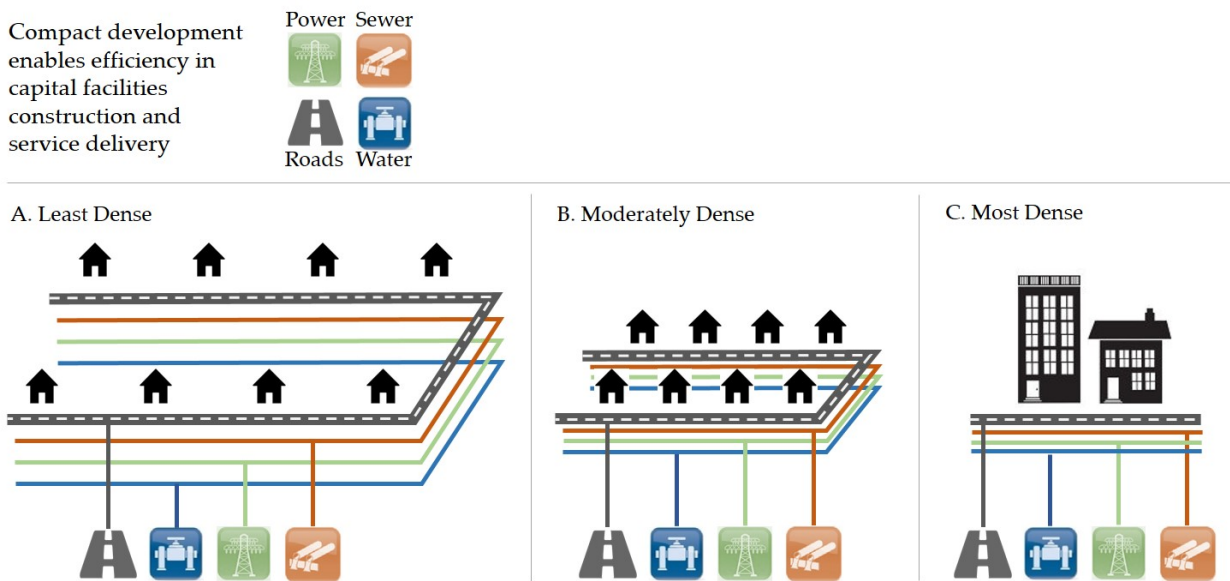 Compact development
enables efficiency in
capital facilities
construction and
service delivery
Power Sewer
Roads Water
A. Least Dense
B. Moderately Dense
C. Most Dense